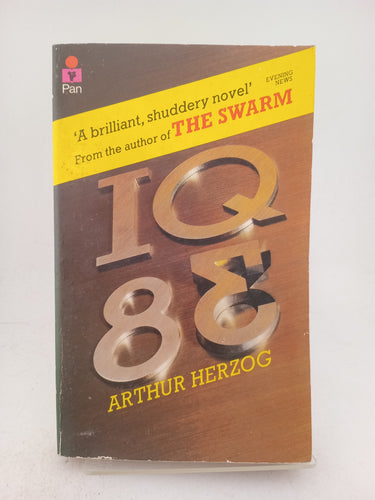 Pan
'A brilliant, shuddery novel' EVENING NEWS
From the author of THE SWARM
IQ
83
ARTHUR HERZOG